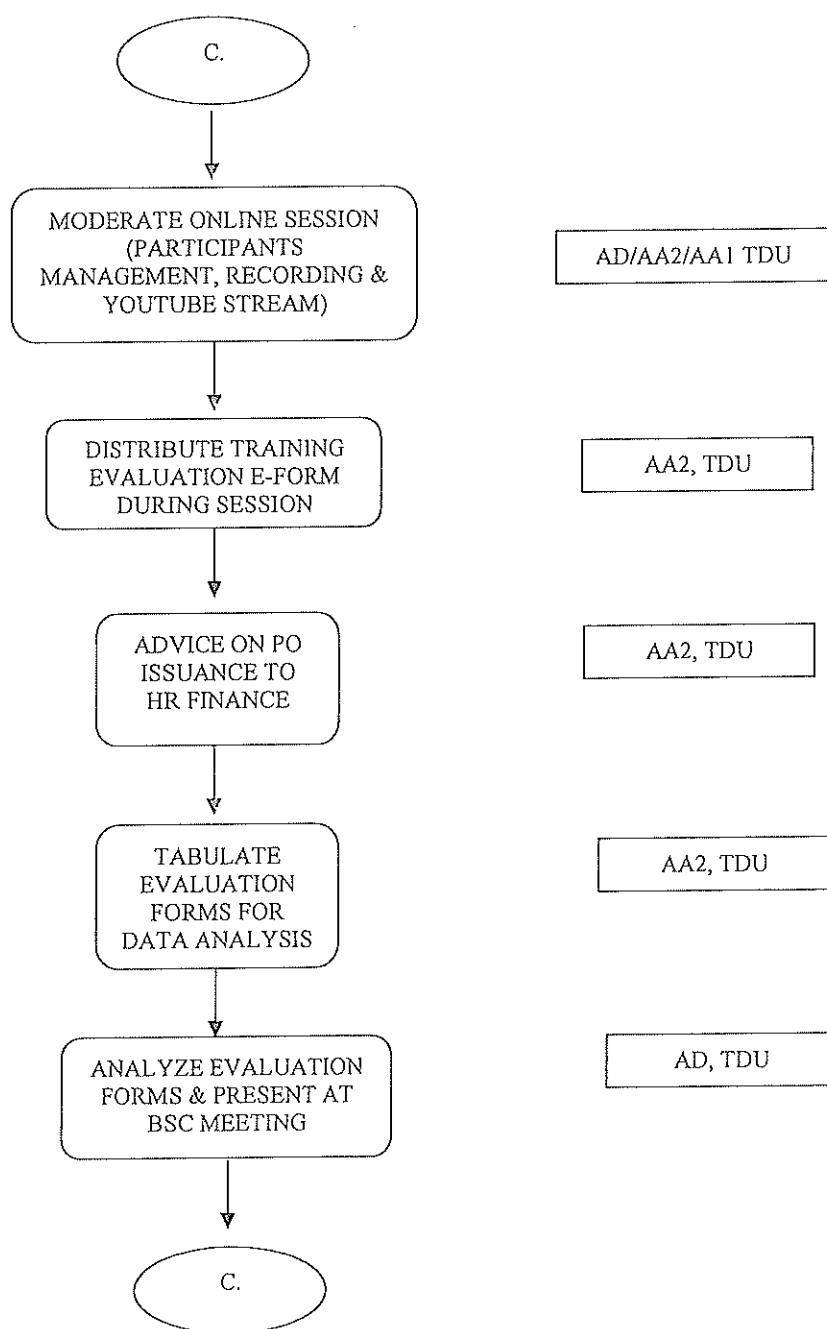 C.
MODERATE ONLINE SESSION
(PARTICIPANTS
MANAGEMENT, RECORDING &
YOUTUBE STREAM)
AD/AA2/AA1 TDU
DISTRIBUTE TRAINING
EVALUATION E-FORM
DURING SESSION
AA2, TDU
ADVICE ON PO
ISSUANCE TO
HR FINANCE
AA2, TDU
TABULATE
EVALUATION
FORMS FOR
DATA ANALYSIS
AA2, TDU
ANALYZE EVALUATION
FORMS & PRESENT AT
BSC MEETING
AD, TDU
C.